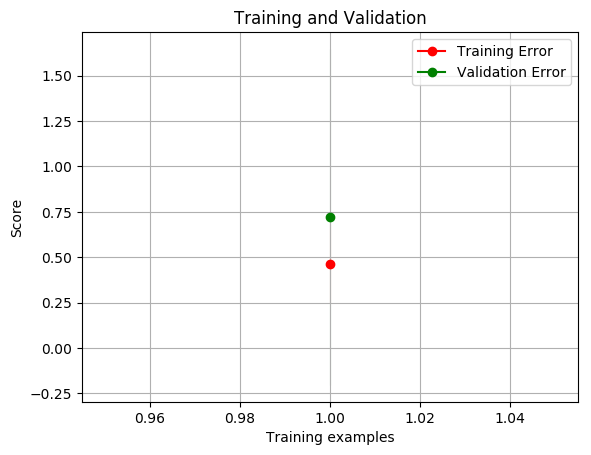 Training and Validation
Training Error
Validation Error
1.50
1.25
1.00
0.75
0.50
0.25
0.00
−0.25
Score
0.96
0.98
1.00
1.02
1.04
Training examples